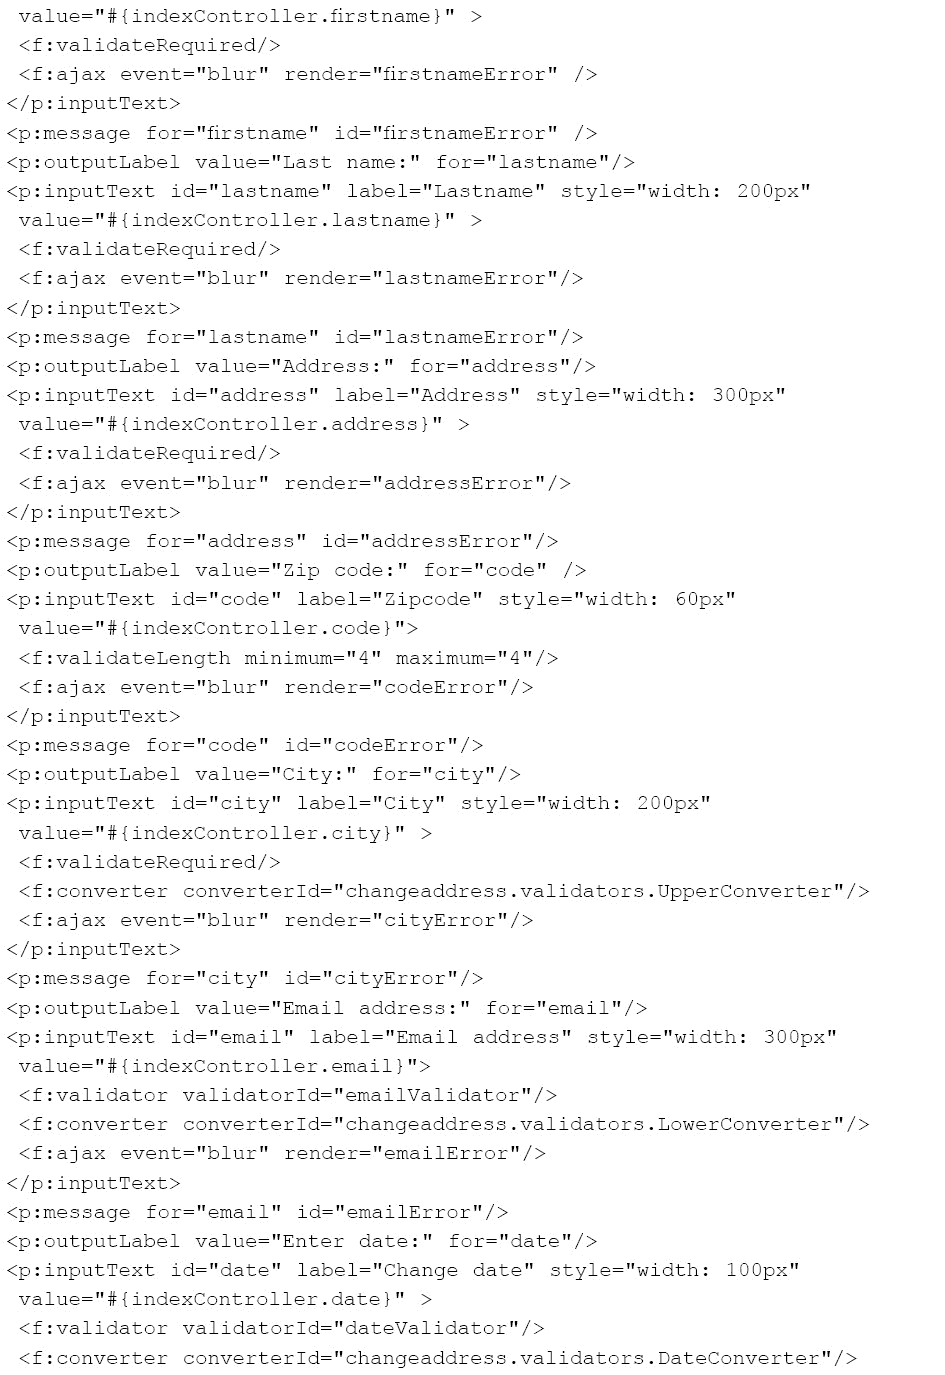 value="#{indexController.firstname}" >
<f:validateRequired/>
<f:ajax event="blur" render="firstnameError" />
</p:inputText>
<p:message for="firstname" id="firstnameError" />
<p:outputLabel value="Last name:" for="lastname"/>
<p:inputText id="lastname" label="Lastname" style="width: 200px"
value="#{indexController.lastname}" >
<f:validateRequired/>
<f:ajax event="blur" render="lastnameError"/>
</p:inputText>
<p:message for="lastname" id="lastnameError"/>
<p:outputLabel value="Address:" for="address"/>
<p:inputText id="address" label="Address" style="width: 300px"
value="#{indexController.address}" >
<f:validateRequired/>
<f:ajax event="blur" render="addressError"/>
</p:inputText>
<p:message for="address" id="addressError"/>
<p:outputLabel value="Zip code:" for="code" />
<p:inputText id="code" label="Zipcode" style="width: 60px"
value="#{indexController.code}">
<f:validateLength minimum="4" maximum="4"/>
<f:ajax event="blur" render="codeError"/>
</p:inputText>
<p:message for="code" id="codeError"/>
<p:outputLabel value="City:" for="city"/>
<p:inputText id="city" label="City" style="width: 200px"
value="#{indexController.city}" >
<f:validateRequired/>
<f:converter converterId="changeaddress.validators.UpperConverter"/>
<f:ajax event="blur" render="cityError"/>
</p:inputText>
<p:message for="city" id="cityError"/>
<p:outputLabel value="Email address:" for="email"/>
<p:inputText id="email" label="Email address" style="width: 300px"
value="#{indexController.email}">
<f:validator validatorId="emailValidator"/>
<f:converter converterId="changeaddress.validators.LowerConverter"/>
<f:ajax event="blur" render="emailError"/>
</p:inputText>
<p:message for="email" id="emailError"/>
<p:outputLabel value="Enter date:" for="date"/>
<p:inputText id="date" label="Change date" style="width: 100px"
value="#{indexController.date}" >
<f:validator validatorId="dateValidator"/>
<f:converter converterId="changeaddress.validators.DateConverter"/>